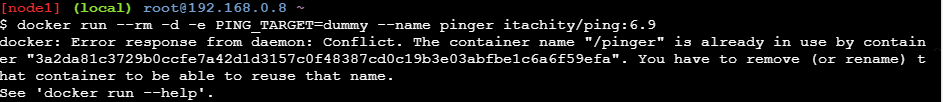 [node1] (local) root@192.168.0.8 ~
$ docker run --rm -d -e PING_TARGET=dummy --name pinger itachity/ping:6.9
docker: Error response from daemon: Conflict. The container name "/pinger" is already in use by contain
er "3a2da81c3729b0ccfe7a42d1d3157c0f48387cd0c19b3e03abfbe1c6a6f59efa". You have to remove (or rename) t
hat container to be able to reuse that name.
See 'docker run --help'.